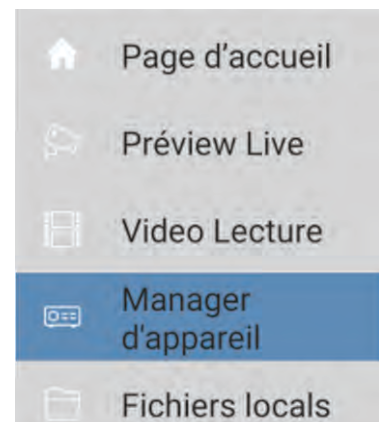 Page d'accueil
Préview Live
Video Lecture
Manager
d'appareil
Fichiers locals